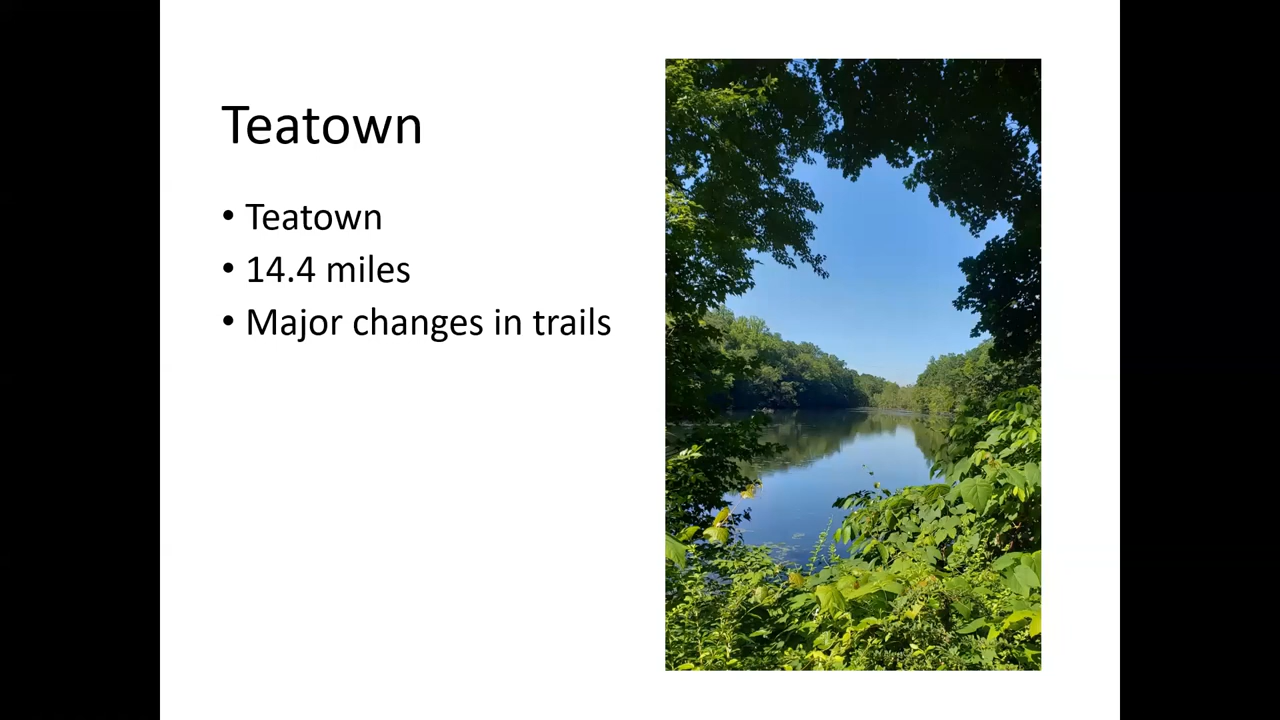 Teatown
• Teatown
• 14.4 miles
• Major changes in trails